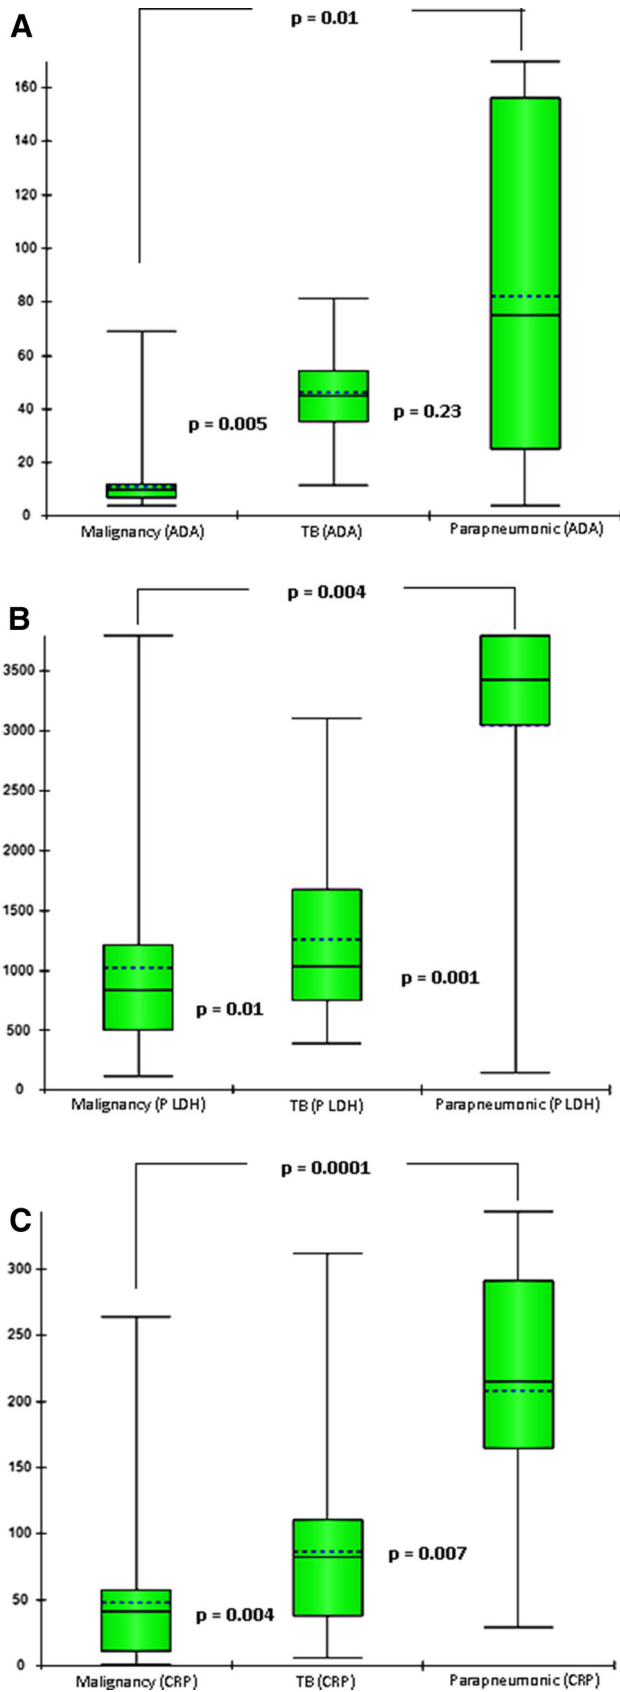 A
p = 0.01
160
140
120
100
80
60
40
20
0
p = 0.005
p = 0.23
Malignancy (ADA) TB (ADA) Parapneumonic (ADA)
B
p = 0.004
3500
3000
2500
2000
1500
1000
500
0
p = 0.01
p = 0.001
Malignancy (P LDH) TB (P LDH) Parapneumonic (P LDH)
C
p = 0.0001
300
250
200
150
100
50
0
p = 0.004
p = 0.007
Malignancy (CRP) TB (CRP) Parapneumonic (CRP)